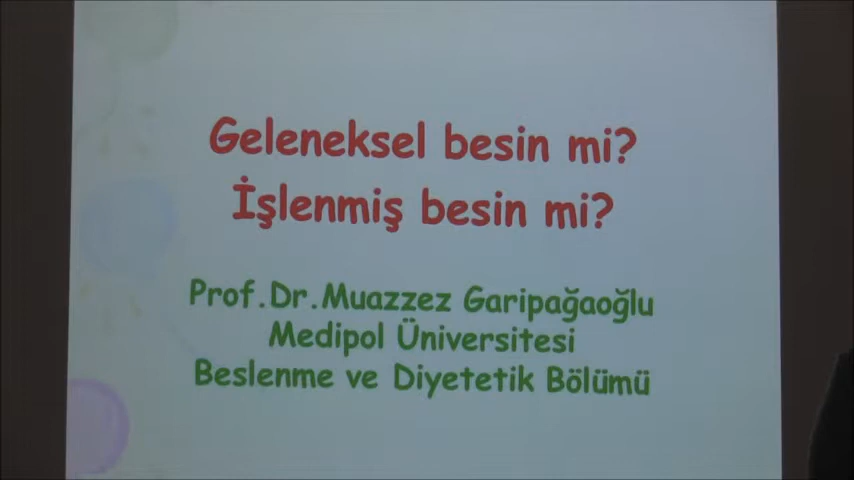 Geleneksel besin mi?
İşlenmiş besin mi?
Prof.Dr.Muazzez Garipağaoğlu
Medipol Üniversitesi
Beslenme ve Diyetetik Bölümü